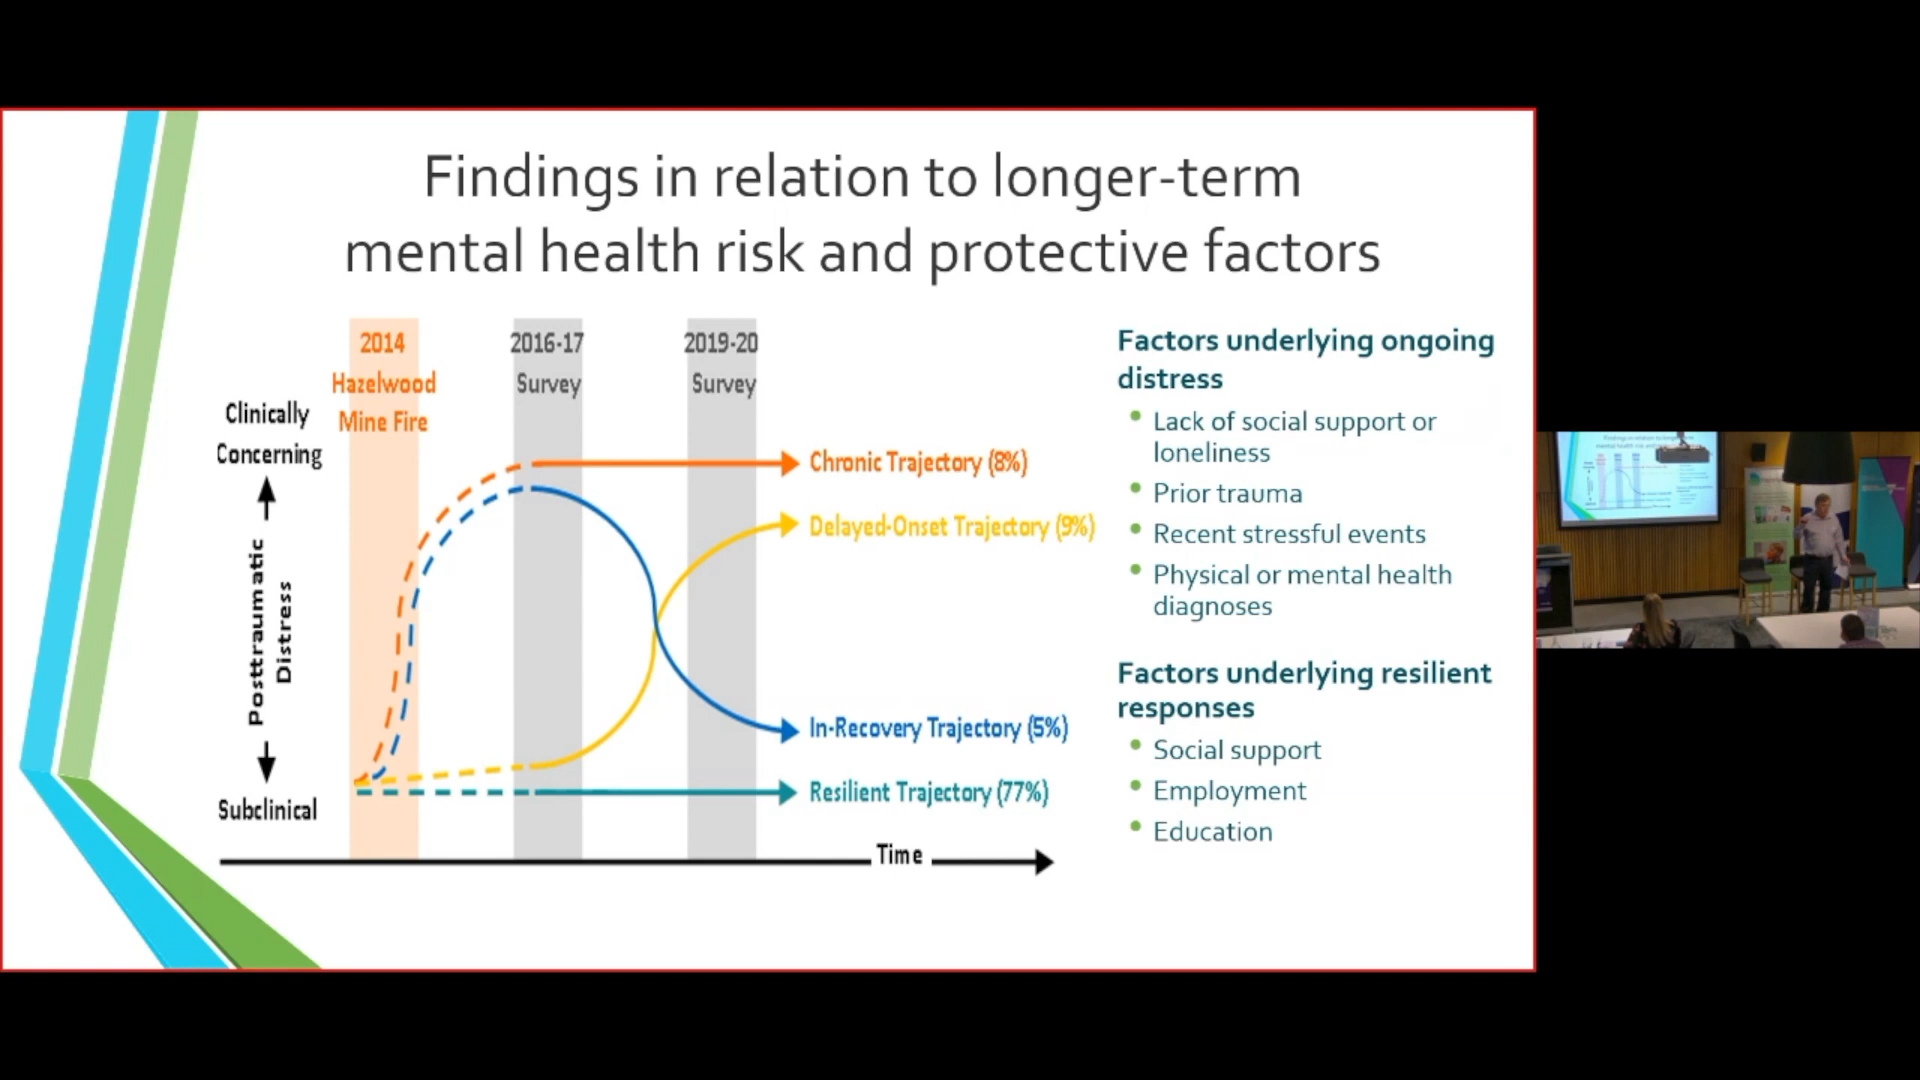 Findings in relation to longer-term
mental health risk and protective factors
2014
Hazelwood
Mine Fire
2016-17
Survey
2019-20
Survey
Clinically
Concerning
Posttraumatic
Distress
Subclinical
Chronic Trajectory (8%)
Delayed-Onset Trajectory (9%)
In-Recovery Trajectory (5%)
Resilient Trajectory (77%)
Time
Factors underlying ongoing
distress
• Lack of social support or
loneliness
• Prior trauma
• Recent stressful events
• Physical or mental health
diagnoses
Factors underlying resilient
responses
• Social support
• Employment
• Education